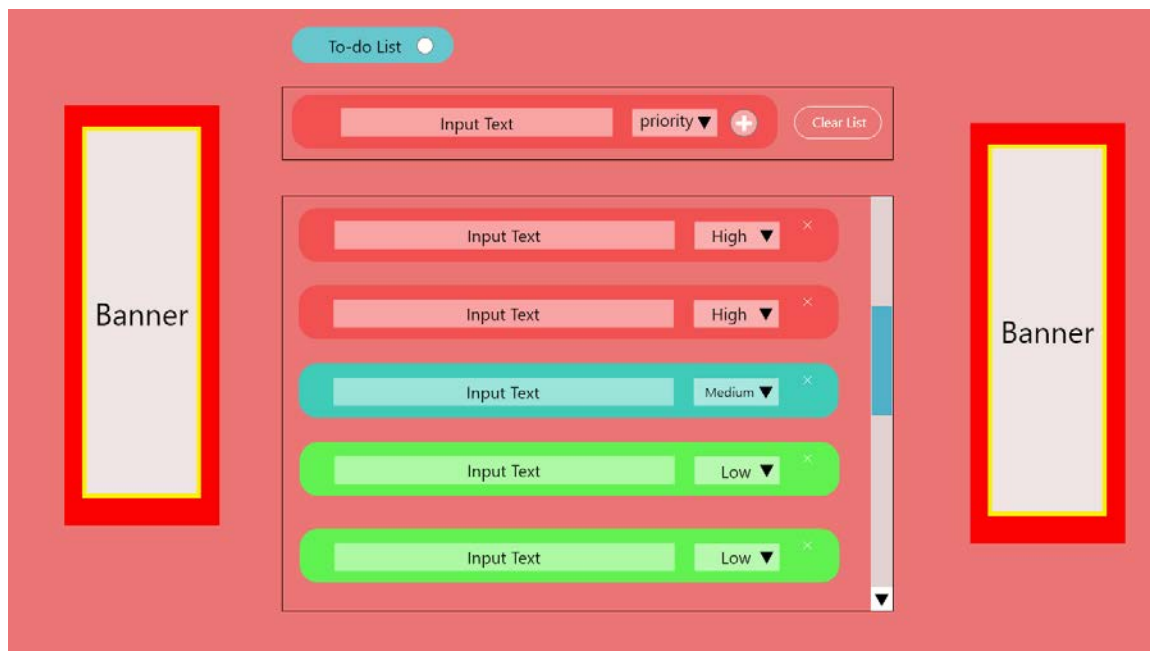 To-do List
Input Text priority
Clear List
Input Text High
Input Text High
Input Text Medium
Input Text Low
Input Text Low
Banner
Banner